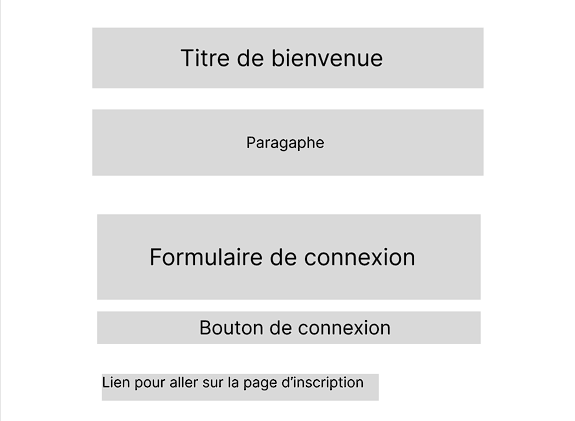 Titre de bienvenue
Paragaphe
Formulaire de connexion
Bouton de connexion
Lien pour aller sur la page d’inscription